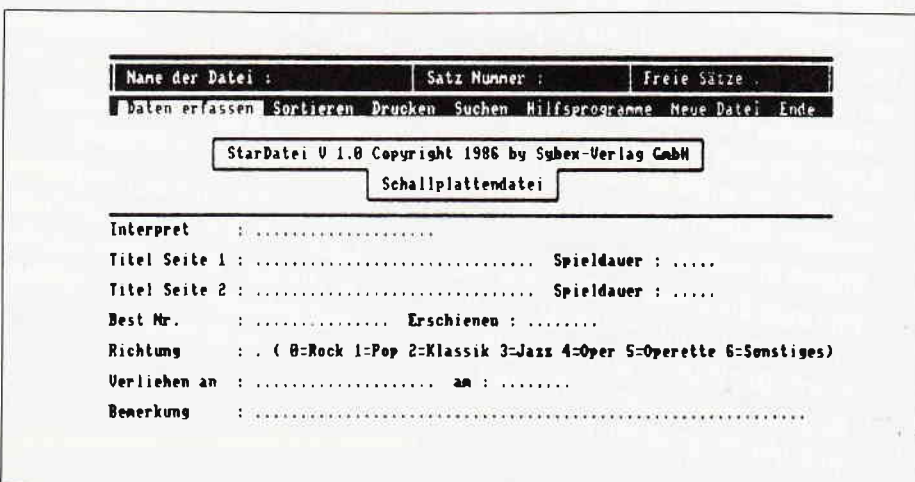 Name der Datei : Satz Nummer : Freie Sätze .
Daten erfassen Sortieren Drucken Suchen Hilfsprogramme Neue Datei Ende
StarDatei V 1.0 Copyright 1986 by Sybex-Verlag GmbH
Schallplattendatei
Interpret : ....................
Titel Seite 1 : ............................... Spieldauer : .....
Titel Seite 2 : ............................... Spieldauer : .....
Best Nr. : ............... Erschienen : ........
Richtung : . ( 0=Rock 1=Pop 2=Klassik 3=Jazz 4=Oper 5=Operette 6=Sonstiges)
Verliehen an : .................... am : ........
Bemerkung : .............................................................